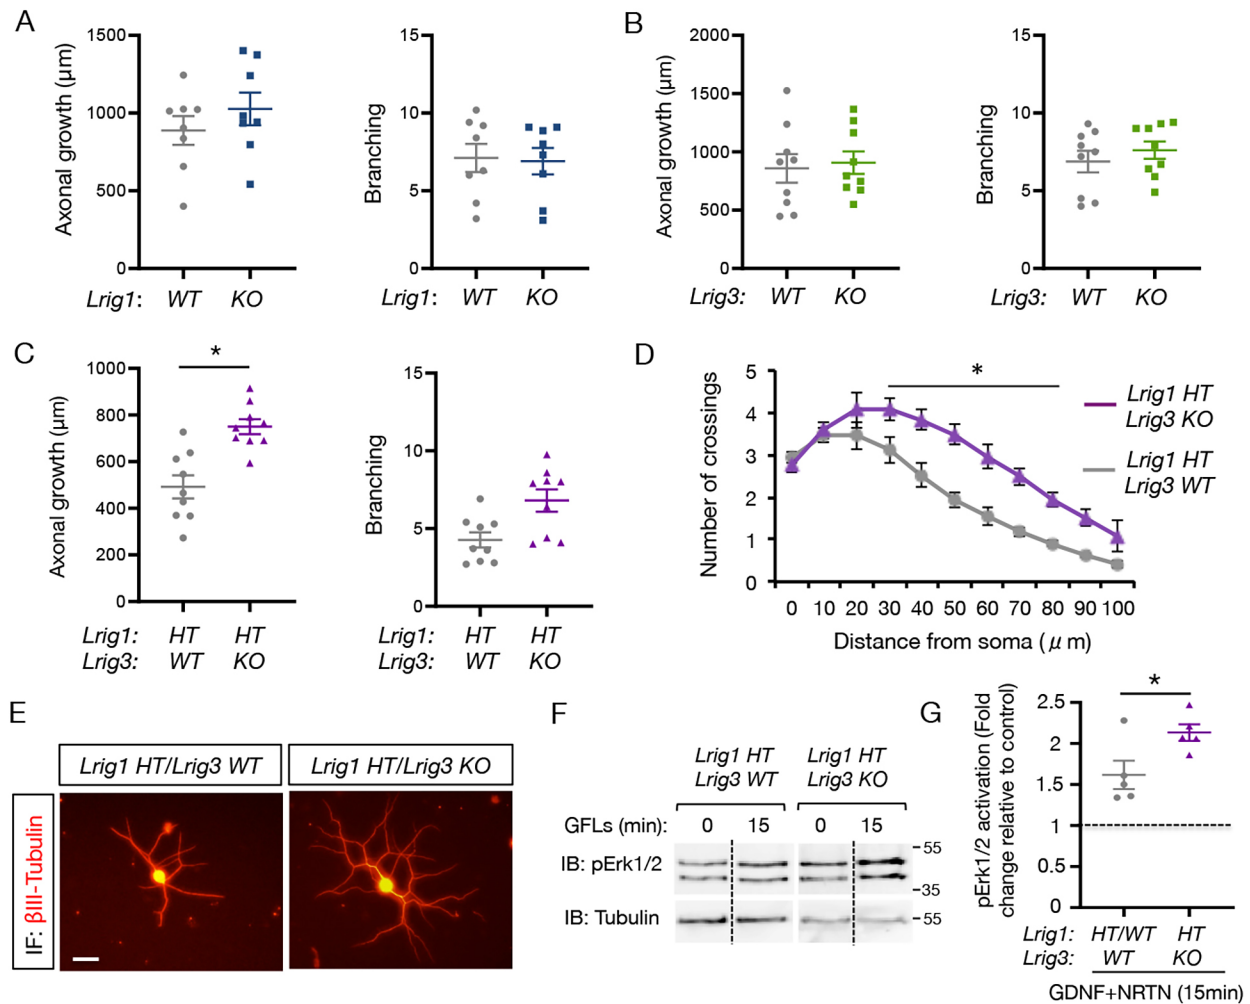 A
Axonal growth (μm)
1500
1000
500
0
Lrig1: WT KO
Branching
15
10
5
0
Lrig1: WT KO
B
Axonal growth (μm)
2000
1500
1000
500
0
Lrig3: WT KO
Branching
15
10
5
0
Lrig3: WT KO
C
Axonal growth (μm)
1000
800
600
400
200
0
*
Lrig1: HT HT
Lrig3: WT KO
Branching
15
10
5
0
Lrig1: HT HT
Lrig3: WT KO
D
Number of crossings
5
4
3
2
1
0
*
Lrig1 HT
Lrig3 KO
Lrig1 HT
Lrig3 WT
0 10 20 30 40 50 60 70 80 90 100
Distance from soma (μm)
E
Lrig1 HT/Lrig3 WT
Lrig1 HT/Lrig3 KO
IF: βIII-Tubulin
F
Lrig1 HT
Lrig3 WT
Lrig1 HT
Lrig3 KO
GFLs (min): 0 15 0 15
IB: pErk1/2
55
35
IB: Tubulin
55
G
pErk1/2 activation (Fold
change relative to control)
2.5
2
1.5
1
0.5
0
*
Lrig1: HT/WT HT
Lrig3: WT KO
GDNF+NRTN (15min)